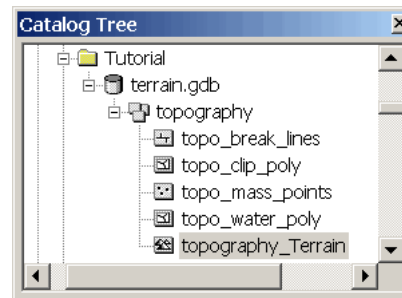 Catalog Tree
Tutorial
terrain.gdb
topography
topo_break_lines
topo_clip_poly
topo_mass_points
topo_water_poly
topography_Terrain